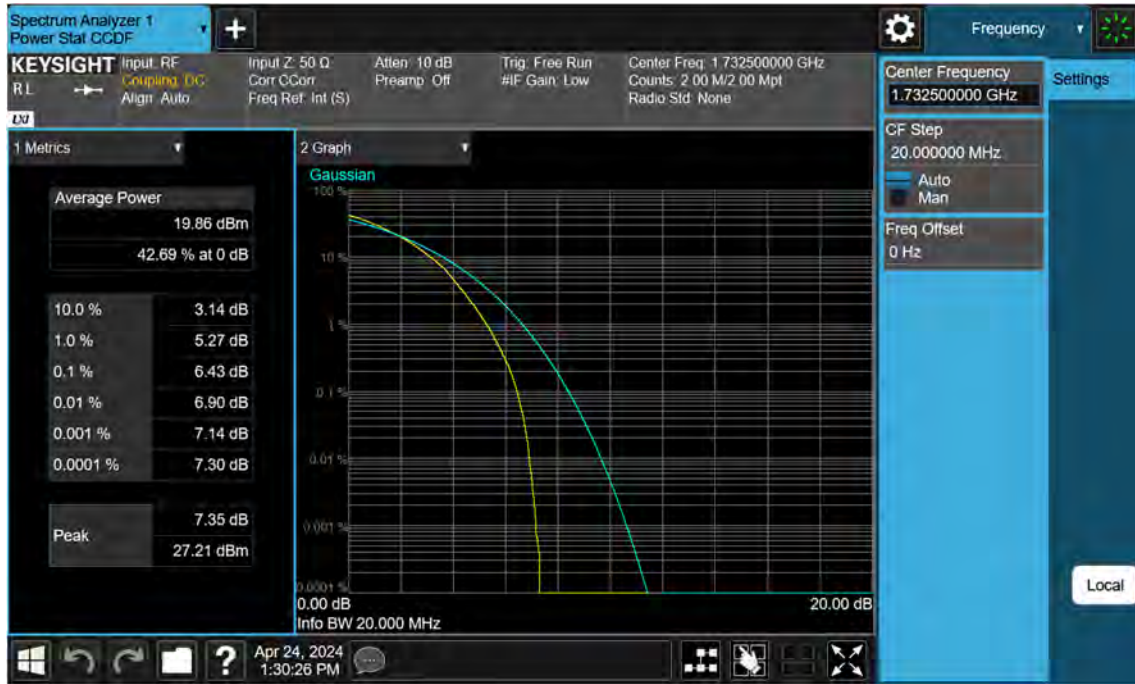 Spectrum Analyzer 1
Power Stat CCDF
Frequency
KEYSIGHT
RL
LXI
Input: RF
Coupling: DC
Align: Auto
Input Z: 50 Ω
Corr CCorr
Freq Ref: Int (S)
Atten: 10 dB
Preamp: Off
Trig: Free Run
#IF Gain: Low
Center Freq: 1.732500000 GHz
Counts: 2.00 M/2.00 Mpt
Radio Std: None
Center Frequency
1.732500000 GHz
Settings
CF Step
20.000000 MHz
Auto
Man
Freq Offset
0 Hz
Local
1 Metrics
Average Power
19.86 dBm
42.69 % at 0 dB
10.0 % 3.14 dB
1.0 % 5.27 dB
0.1 % 6.43 dB
0.01 % 6.90 dB
0.001 % 7.14 dB
0.0001 % 7.30 dB
Peak
7.35 dB
27.21 dBm
2 Graph
Gaussian
100 %
10 %
1 %
0.1 %
0.01 %
0.001 %
0.0001 %
0.00 dB 20.00 dB
Info BW 20.000 MHz
?
Apr 24, 2024
1:30:26 PM